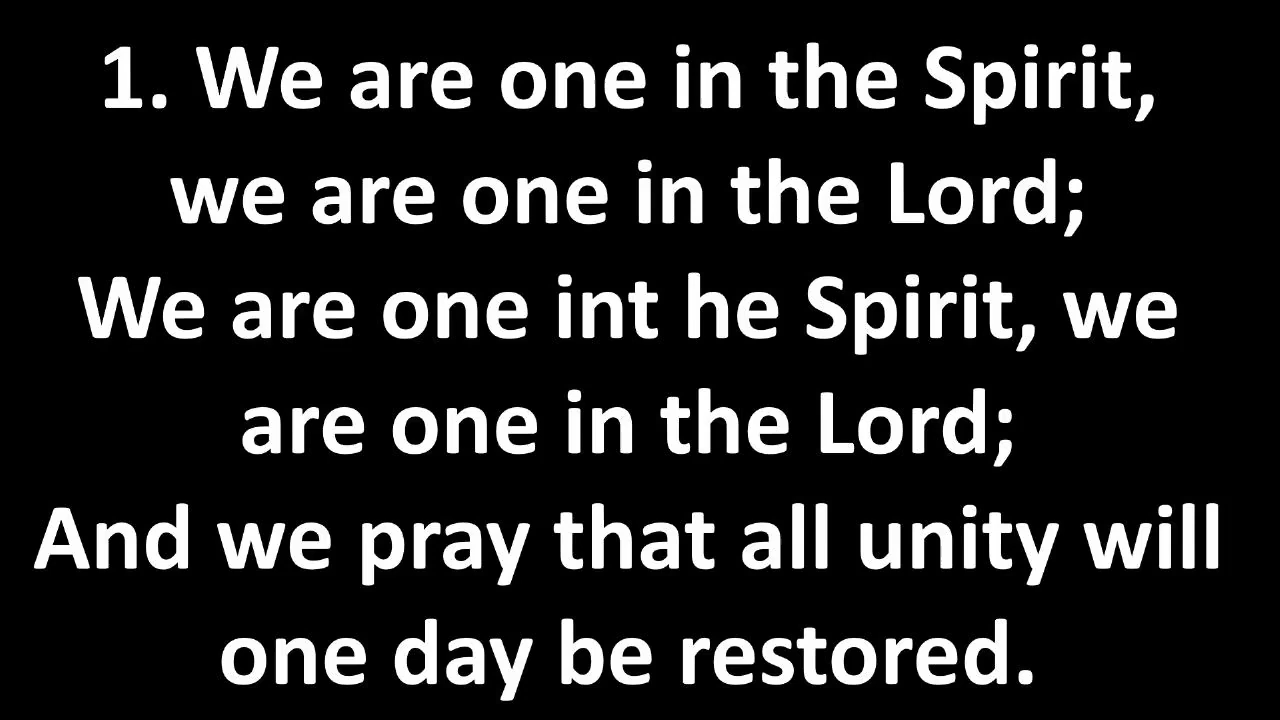 1. We are one in the Spirit,
we are one in the Lord;
We are one int he Spirit, we
are one in the Lord;
And we pray that all unity will
one day be restored.